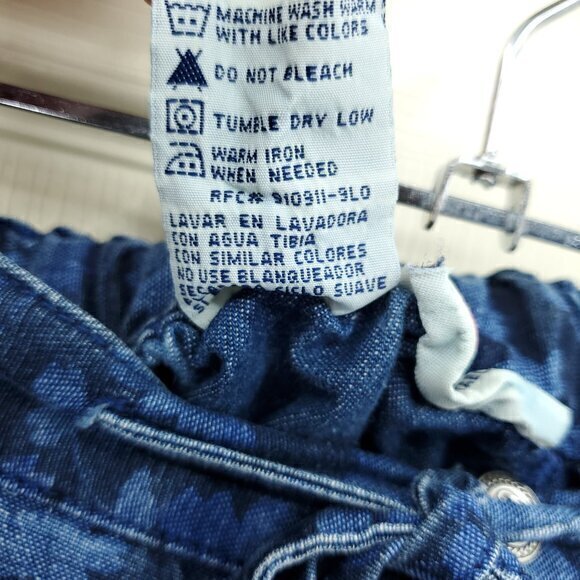 MACHINE WASH WARM
WITH LIKE COLORS
DO NOT BLEACH
TUMBLE DRY LOW
WARM IRON
WHEN NEEDED
RFC# 910911-9L0
LAVAR EN LAVADORA
CON AGUA TIBIA
CON SIMILAR COLORES
NO USE BLANQUEADOR
CICLO SUAVE